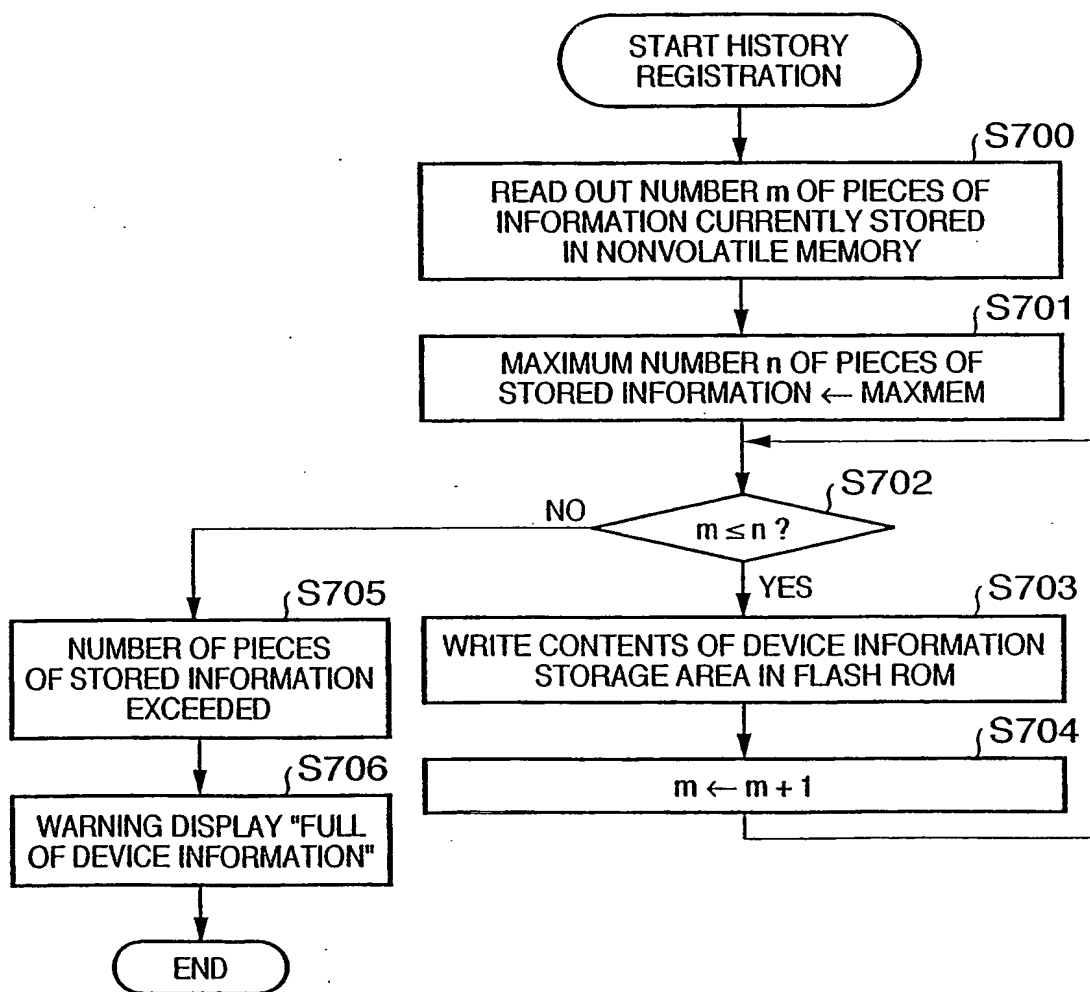 START HISTORY
REGISTRATION
S700
READ OUT NUMBER m OF PIECES OF
INFORMATION CURRENTLY STORED
IN NONVOLATILE MEMORY
S701
MAXIMUM NUMBER n OF PIECES OF
STORED INFORMATION ← MAXMEM
S702
m ≤ n ?
NO
YES
S703
WRITE CONTENTS OF DEVICE INFORMATION
STORAGE AREA IN FLASH ROM
S704
m ← m + 1
S705
NUMBER OF PIECES
OF STORED INFORMATION
EXCEEDED
S706
WARNING DISPLAY "FULL
OF DEVICE INFORMATION"
END